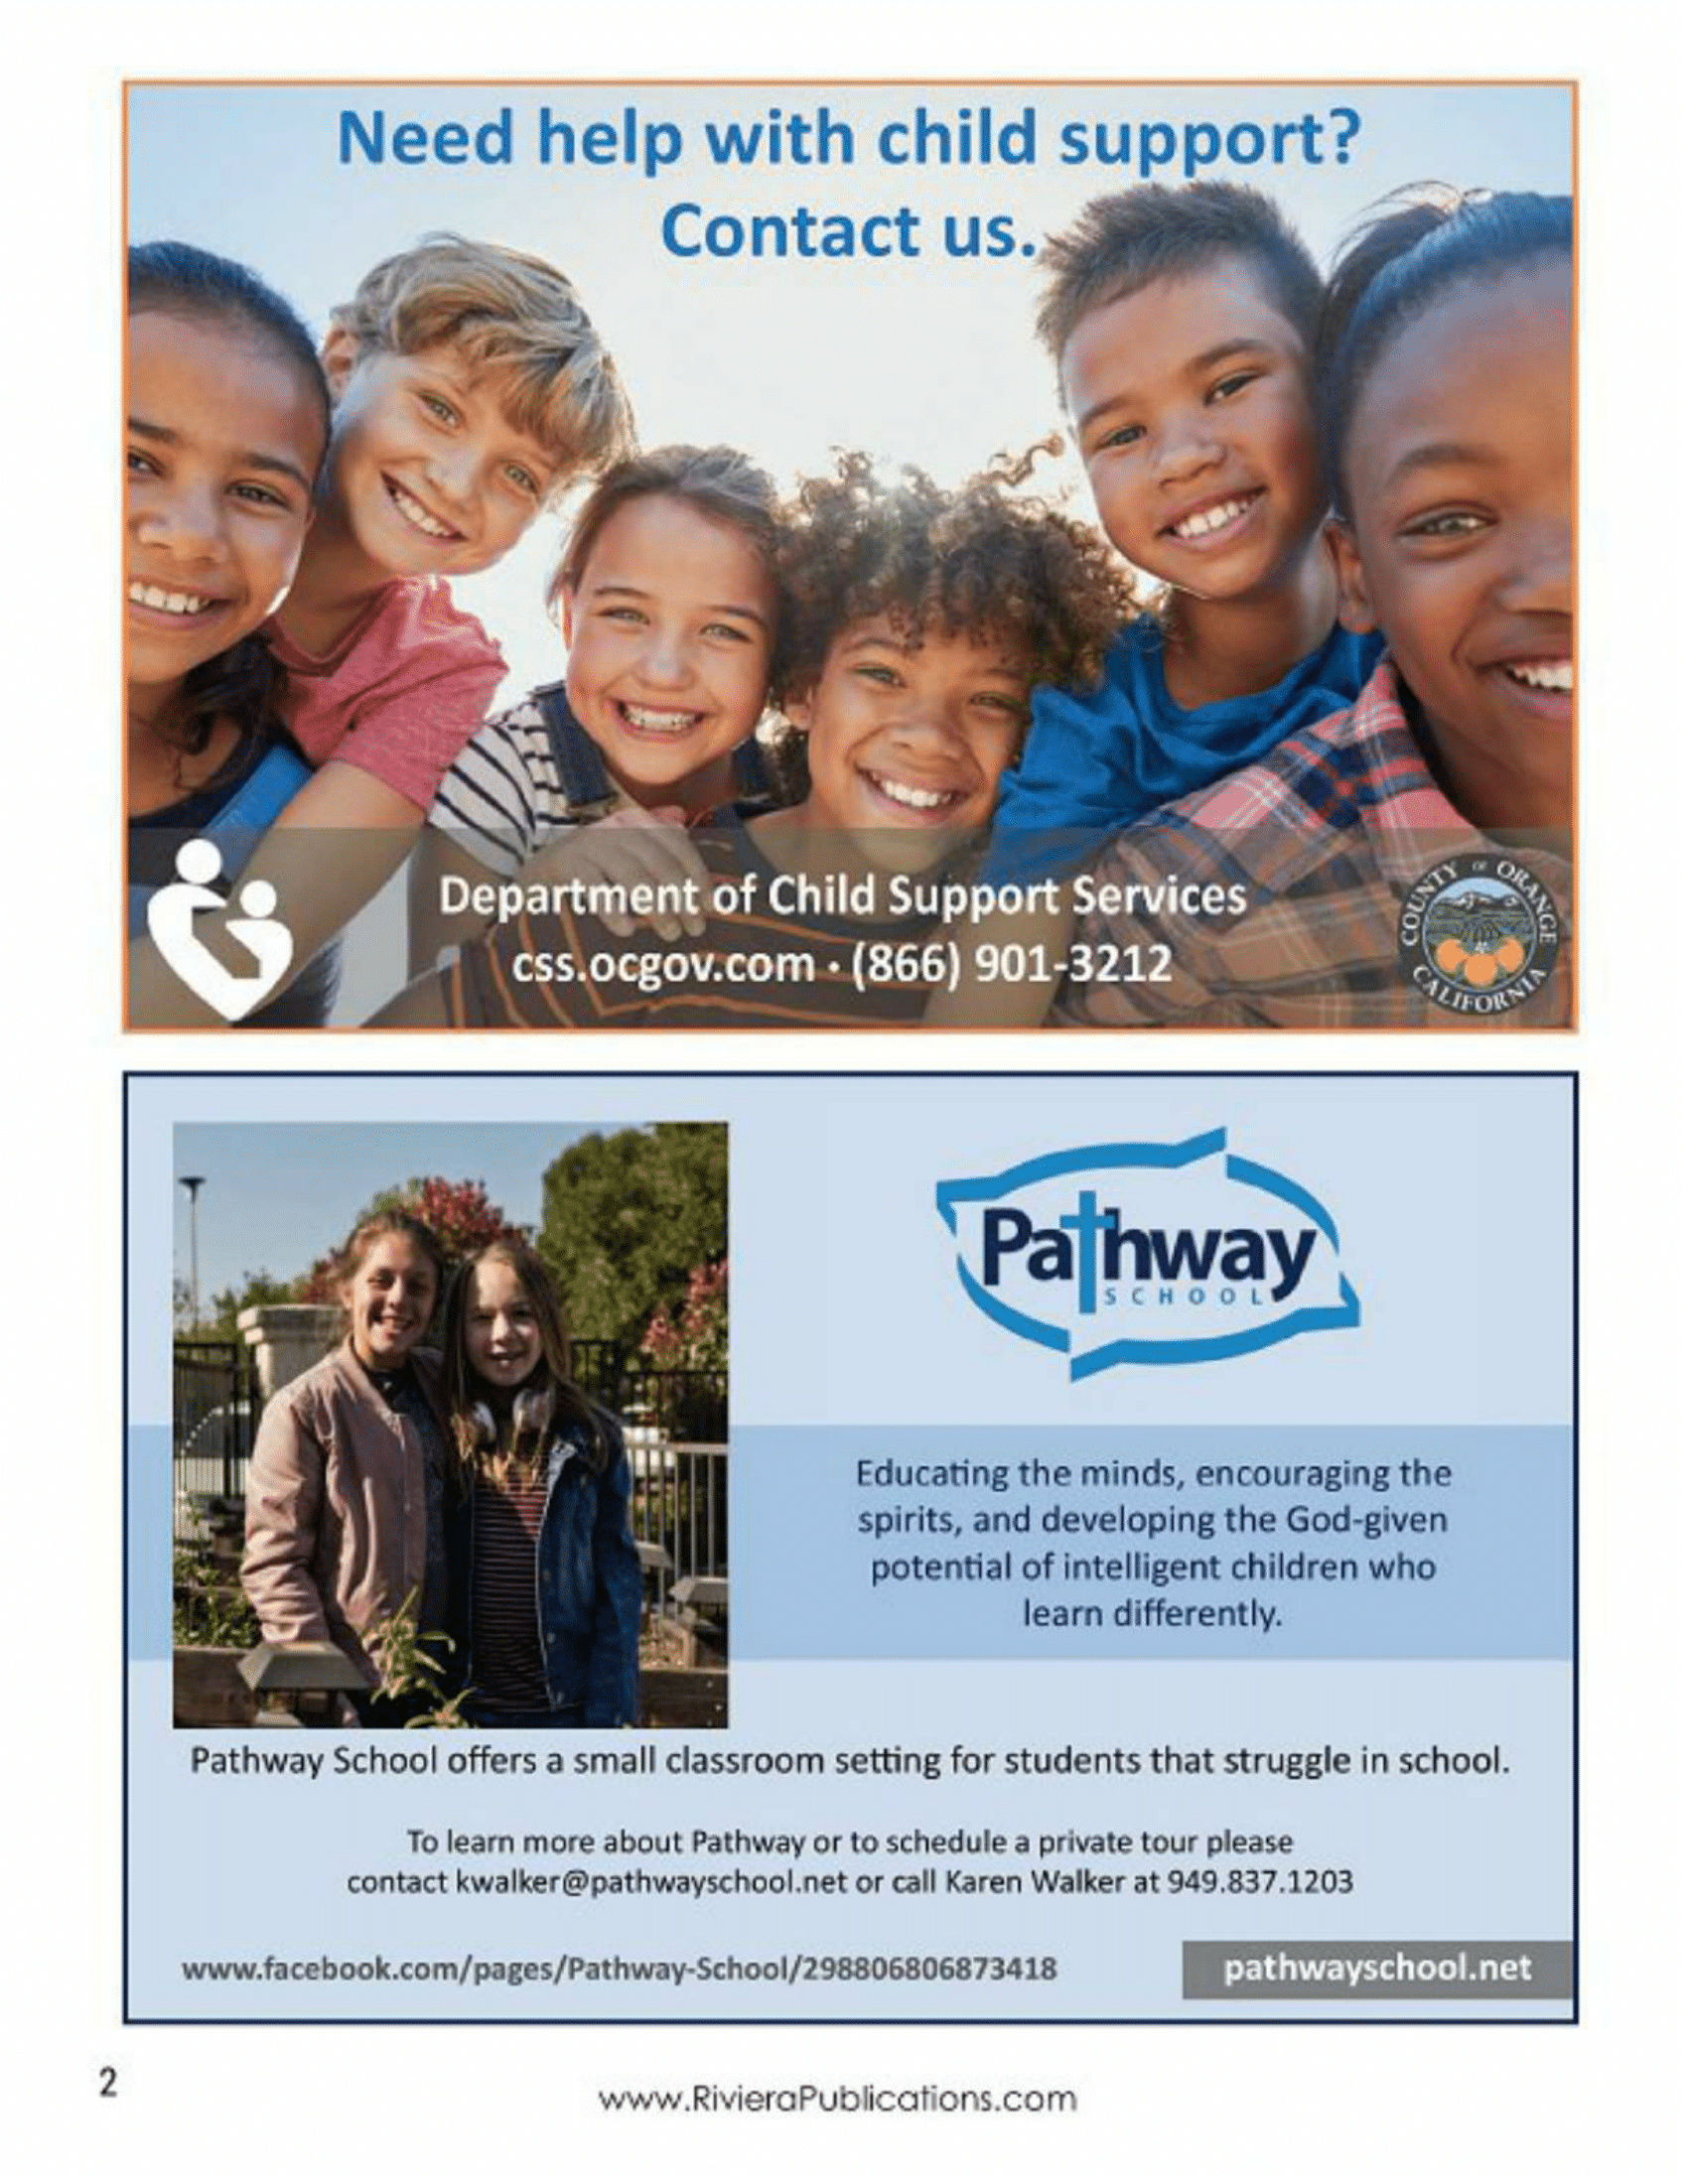 Need help with child support?
Contact us.
Department of Child Support Services
css.ocgov.com • (866) 901-3212
COUNTY OF ORANGE
CALIFORNIA
Pathway
SCHOOL
Educating the minds, encouraging the
spirits, and developing the God-given
potential of intelligent children who
learn differently.
Pathway School offers a small classroom setting for students that struggle in school.
To learn more about Pathway or to schedule a private tour please
contact kwalker@pathwayschool.net or call Karen Walker at 949.837.1203
www.facebook.com/pages/Pathway-School/298806806873418
pathwayschool.net
2
www.RivieraPublications.com